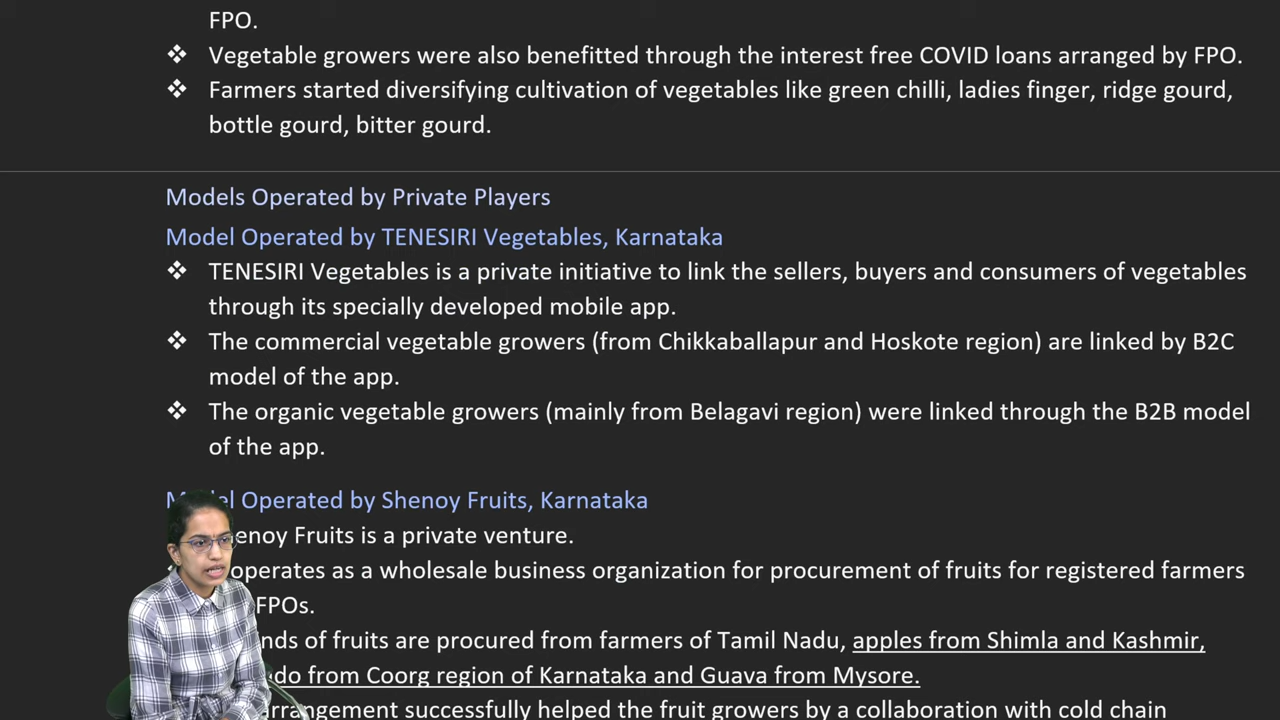 FPO.
❖ Vegetable growers were also benefitted through the interest free COVID loans arranged by FPO.
❖ Farmers started diversifying cultivation of vegetables like green chilli, ladies finger, ridge gourd,
bottle gourd, bitter gourd.
Models Operated by Private Players
Model Operated by TENESIRI Vegetables, Karnataka
❖ TENESIRI Vegetables is a private initiative to link the sellers, buyers and consumers of vegetables
through its specially developed mobile app.
❖ The commercial vegetable growers (from Chikkaballapur and Hoskote region) are linked by B2C
model of the app.
❖ The organic vegetable growers (mainly from Belagavi region) were linked through the B2B model
of the app.
Operated by Shenoy Fruits, Karnataka
Fruits is a private venture.
operates as a wholesale business organization for procurement of fruits for registered farmers
FPOs.
of fruits are procured from farmers of Tamil Nadu, apples from Shimla and Kashmir,
from Coorg region of Karnataka and Guava from Mysore.
arrangement successfully helped the fruit growers by a collaboration with cold chain